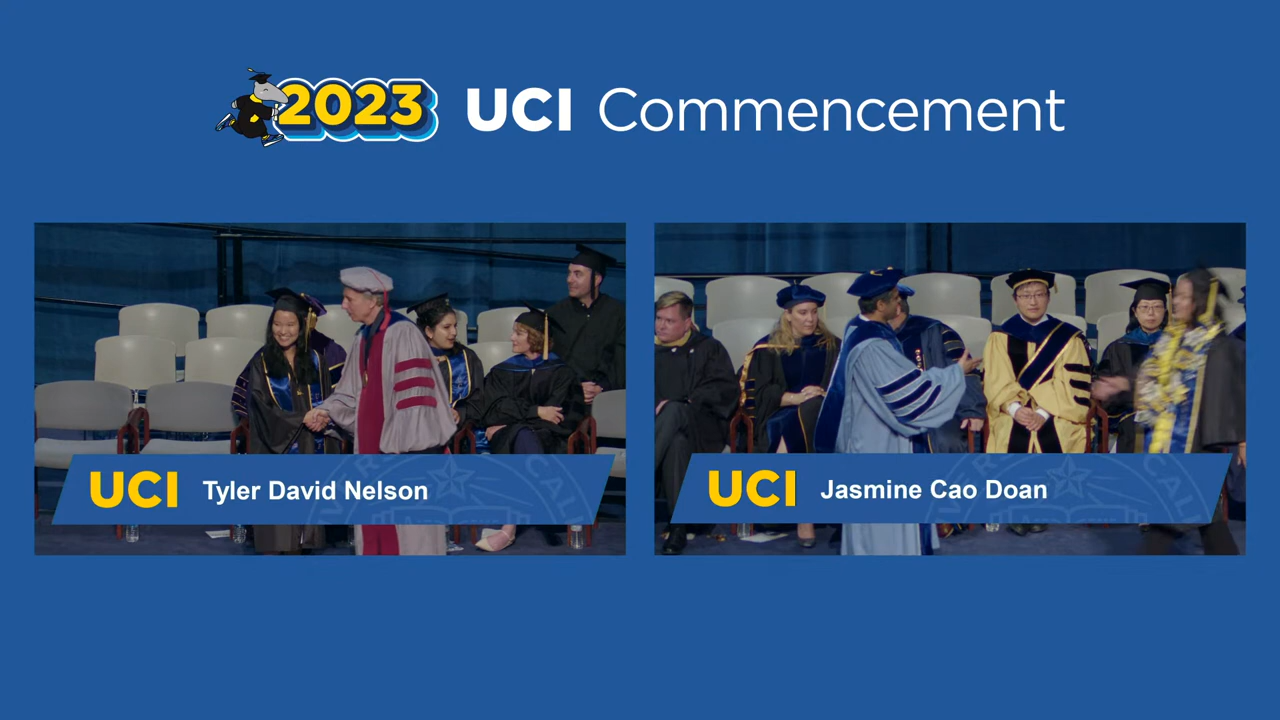 2023 UCI Commencement
UCI Tyler David Nelson
UCI Jasmine Cao Doan